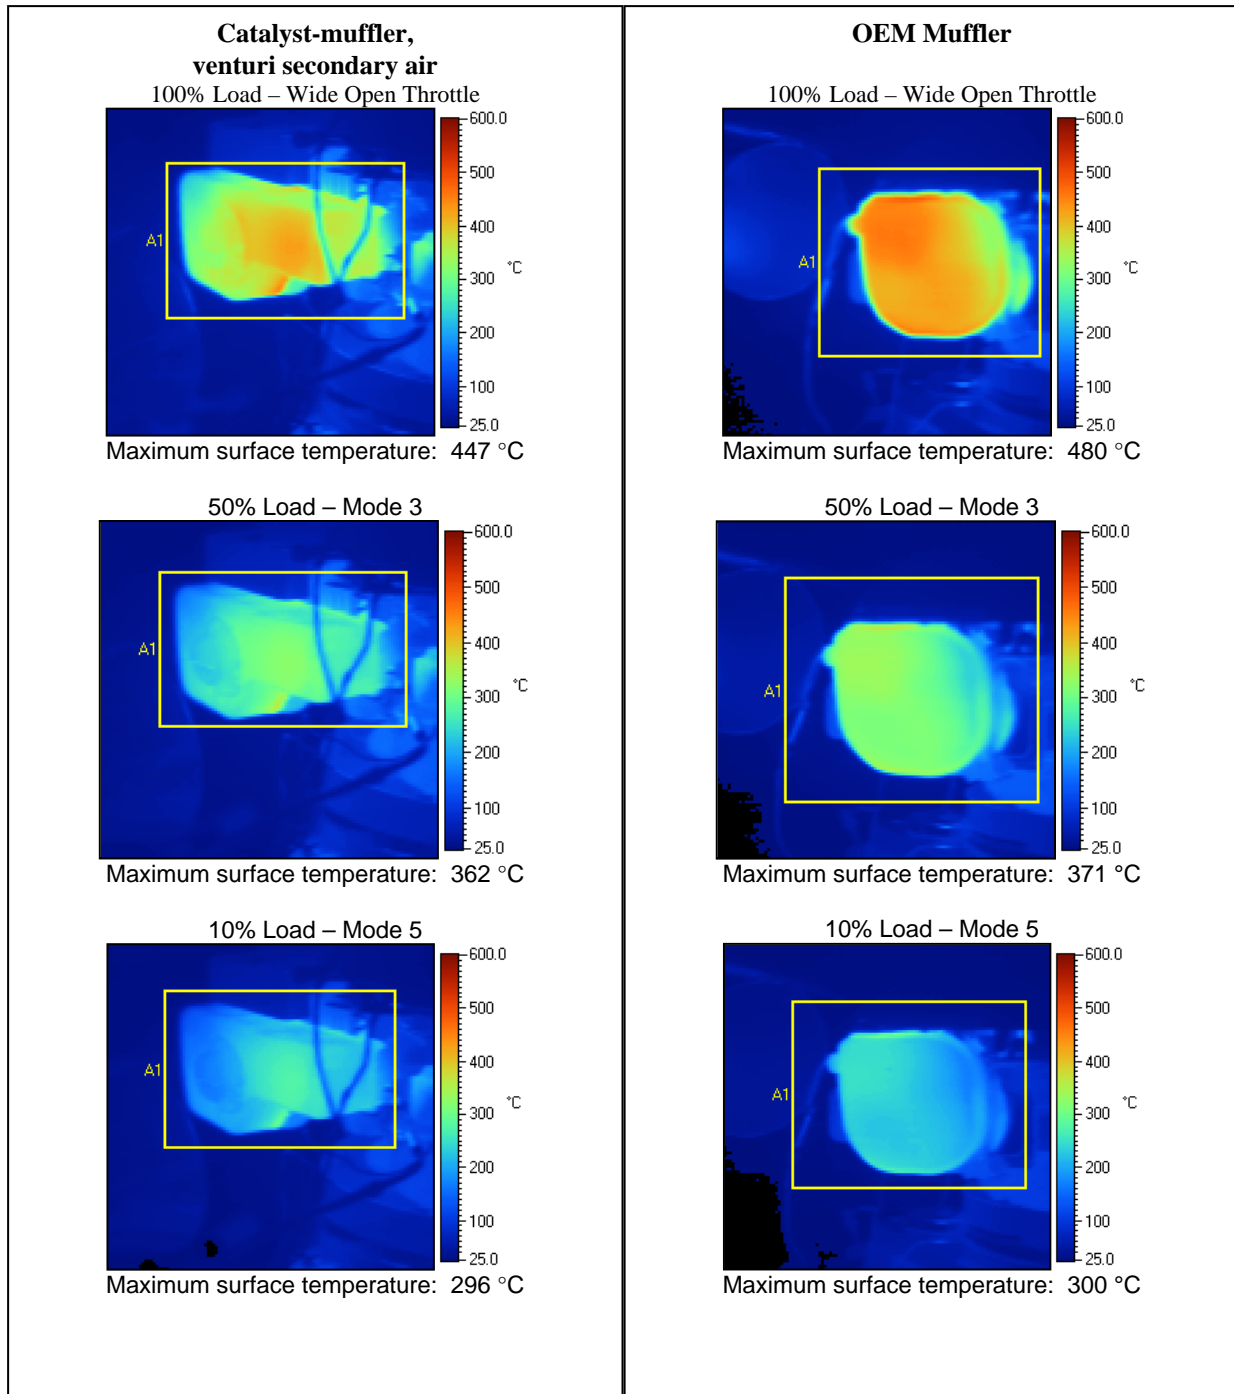 Catalyst-muffler,
venturi secondary air
100% Load – Wide Open Throttle
A1
600.0
500
400
°C
300
200
100
25.0
Maximum surface temperature: 447 °C
50% Load – Mode 3
A1
600.0
500
400
300
°C
200
100
25.0
Maximum surface temperature: 362 °C
10% Load – Mode 5
A1
600.0
500
400
°C
300
200
100
25.0
Maximum surface temperature: 296 °C
OEM Muffler
100% Load – Wide Open Throttle
A1
600.0
500
400
°C
300
200
100
25.0
Maximum surface temperature: 480 °C
50% Load – Mode 3
A1
600.0
500
400
300
°C
200
100
25.0
Maximum surface temperature: 371 °C
10% Load – Mode 5
A1
600.0
500
400
°C
300
200
100
25.0
Maximum surface temperature: 300 °C